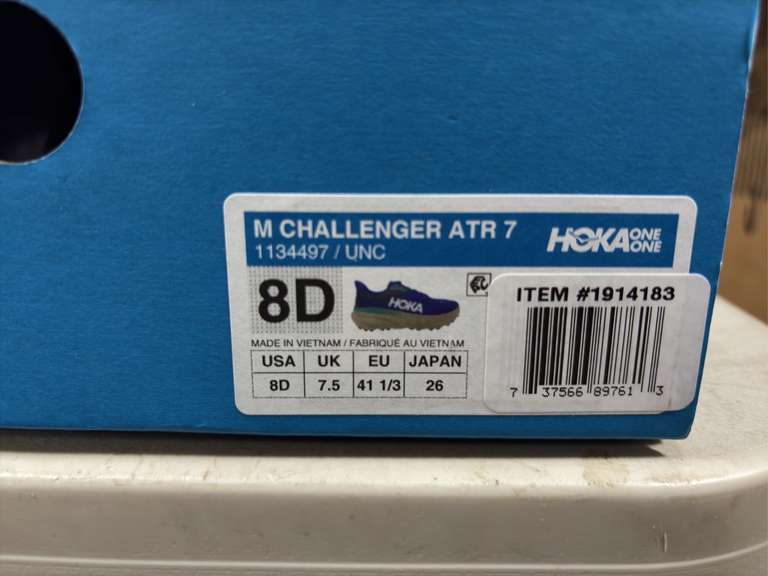 M CHALLENGER ATR 7
1134497 / UNC
HOKA ONE ONE
8D
HOKA
MADE IN VIETNAM / FABRIQUÉ AU VIETNAM
USA UK EU JAPAN
8D 7.5 41 1/3 26
ITEM #1914183
7 37566 89761 3